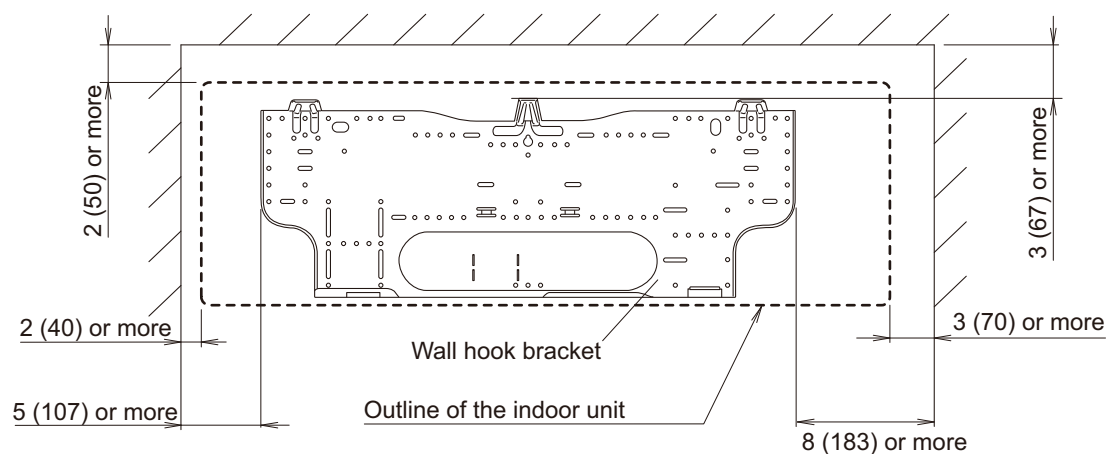 2 (50) or more
3 (67) or more
2 (40) or more
Wall hook bracket
3 (70) or more
5 (107) or more
Outline of the indoor unit
8 (183) or more